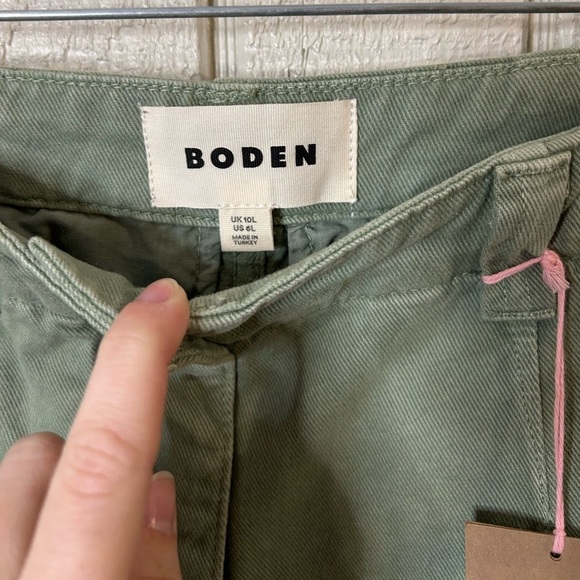 BODEN
UK 10L
US 6L
MADE IN
TURKEY